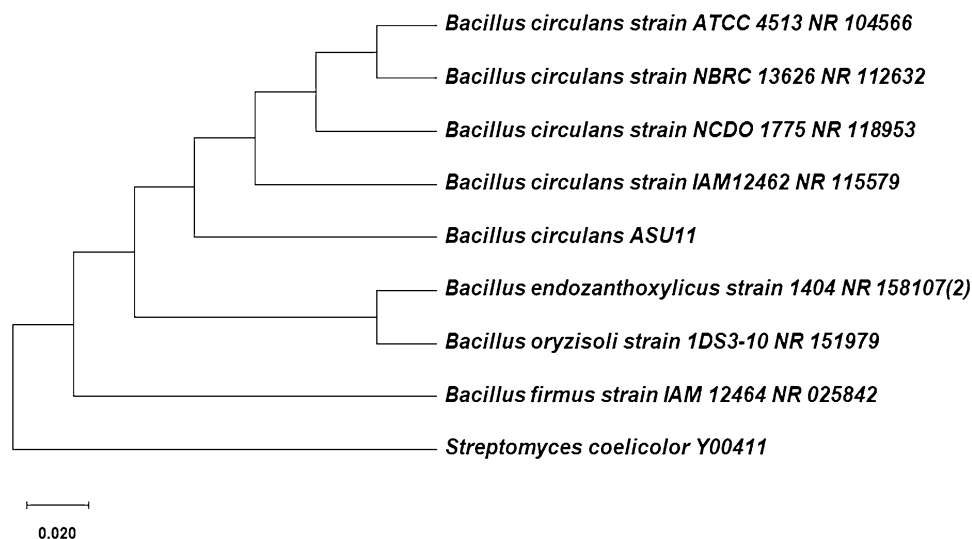 Bacillus circulans strain ATCC 4513 NR 104566
Bacillus circulans strain NBRC 13626 NR 112632
Bacillus circulans strain NCDO 1775 NR 118953
Bacillus circulans strain IAM12462 NR 115579
Bacillus circulans ASU11
Bacillus endozanthoxylicus strain 1404 NR 158107(2)
Bacillus oryzisoli strain 1DS3-10 NR 151979
Bacillus firmus strain IAM 12464 NR 025842
Streptomyces coelicolor Y00411
0.020